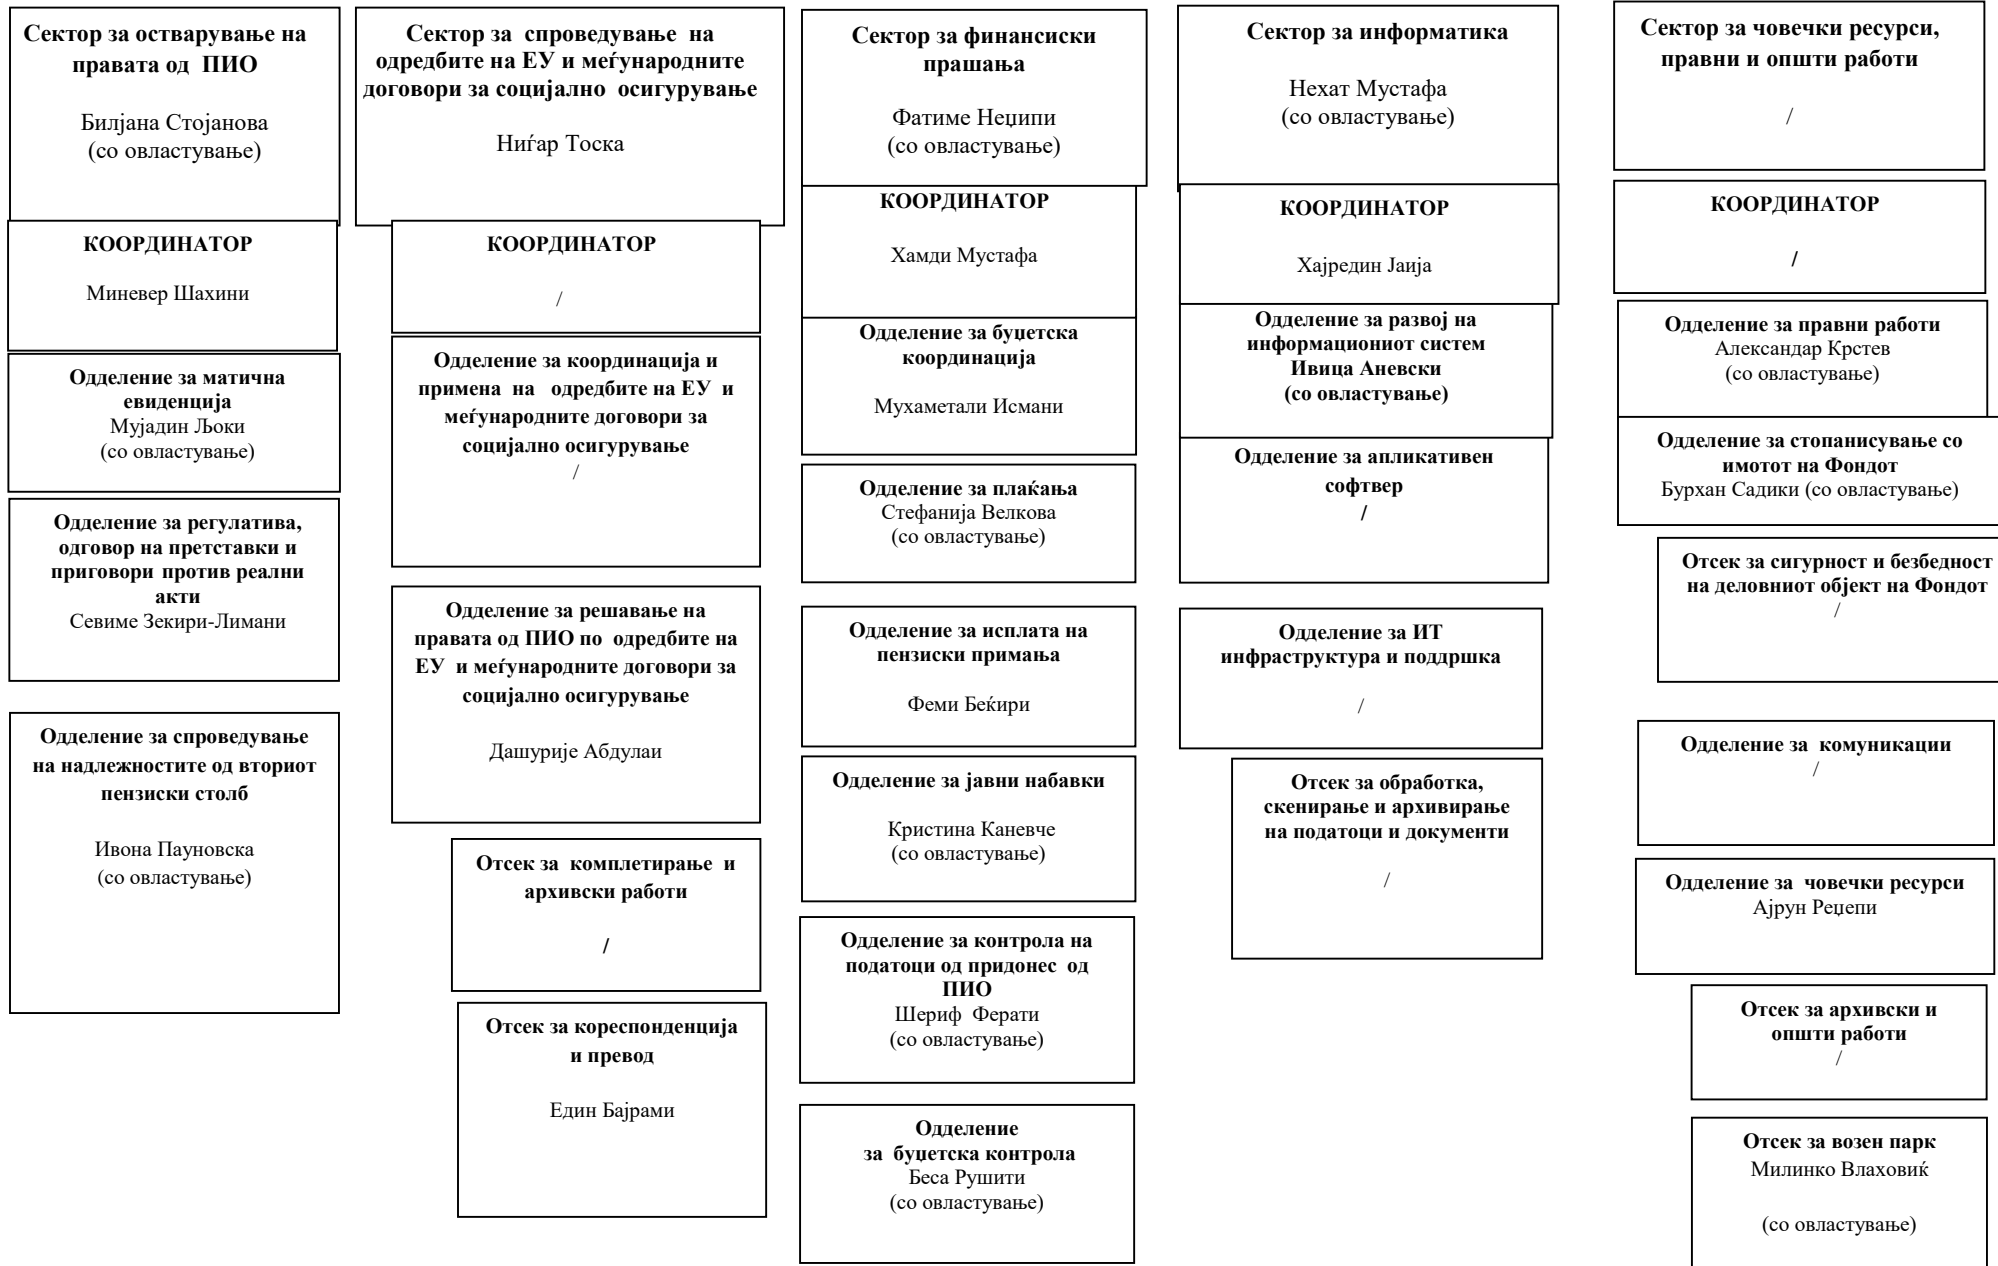 Сектор за остварување на
правата од ПИО
Билјана Стојанова
(со овластување)
КООРДИНАТОР
Миневер Шахини
Одделение за матична
евиденција
Мујадин Љоки
(со овластување)
Одделение за регулатива,
одговор на претставки и
приговори против реални
акти
Севиме Зекири-Лимани
Одделение за спроведување
на надлежностите од вториот
пензиски столб
Ивона Пауновска
(со овластување)
Сектор за спроведување на
одредбите на ЕУ и меѓународните
договори за социјално осигурување
Ниѓар Тоска
КООРДИНАТОР
/
Одделение за координација и
примена на одредбите на ЕУ и
меѓународните договори за
социјално осигурување
/
Одделение за решавање на
правата од ПИО по одредбите на
ЕУ и меѓународните договори за
социјално осигурување
Дашурије Абдулаи
Отсек за комплетирање и
архивски работи
/
Отсек за кореспонденција
и превод
Един Бајрами
Сектор за финансиски
прашања
Фатиме Неџипи
(со овластување)
КООРДИНАТОР
Хамди Мустафа
Одделение за буџетска
координација
Мухаметали Исмани
Одделение за плаќања
Стефанија Велкова
(со овластување)
Одделение за исплата на
пензиски примања
Феми Беќири
Одделение за јавни набавки
Кристина Каневче
(со овластување)
Одделение за контрола на
податоци од придонес од
ПИО
Шериф Ферати
(со овластување)
Одделение
за буџетска контрола
Беса Рушити
(со овластување)
Сектор за информатика
Нехат Мустафа
(со овластување)
КООРДИНАТОР
Хајредин Јаија
Одделение за развој на
информациониот систем
Ивица Аневски
(со овластување)
Одделение за апликативен
софтвер
/
Одделение за ИТ
инфраструктура и поддршка
/
Отсек за обработка,
скенирање и архивирање
на податоци и документи
/
Сектор за човечки ресурси,
правни и општи работи
/
КООРДИНАТОР
/
Одделение за правни работи
Александар Крстев
(со овластување)
Одделение за стопанисување со
имотот на Фондот
Бурхан Садики (со овластување)
Отсек за сигурност и безбедност
на деловниот објект на Фондот
/
Одделение за комуникации
/
Одделение за човечки ресурси
Ајрун Реџепи
Отсек за архивски и
општи работи
/
Отсек за возен парк
Милинко Влаховиќ
(со овластување)